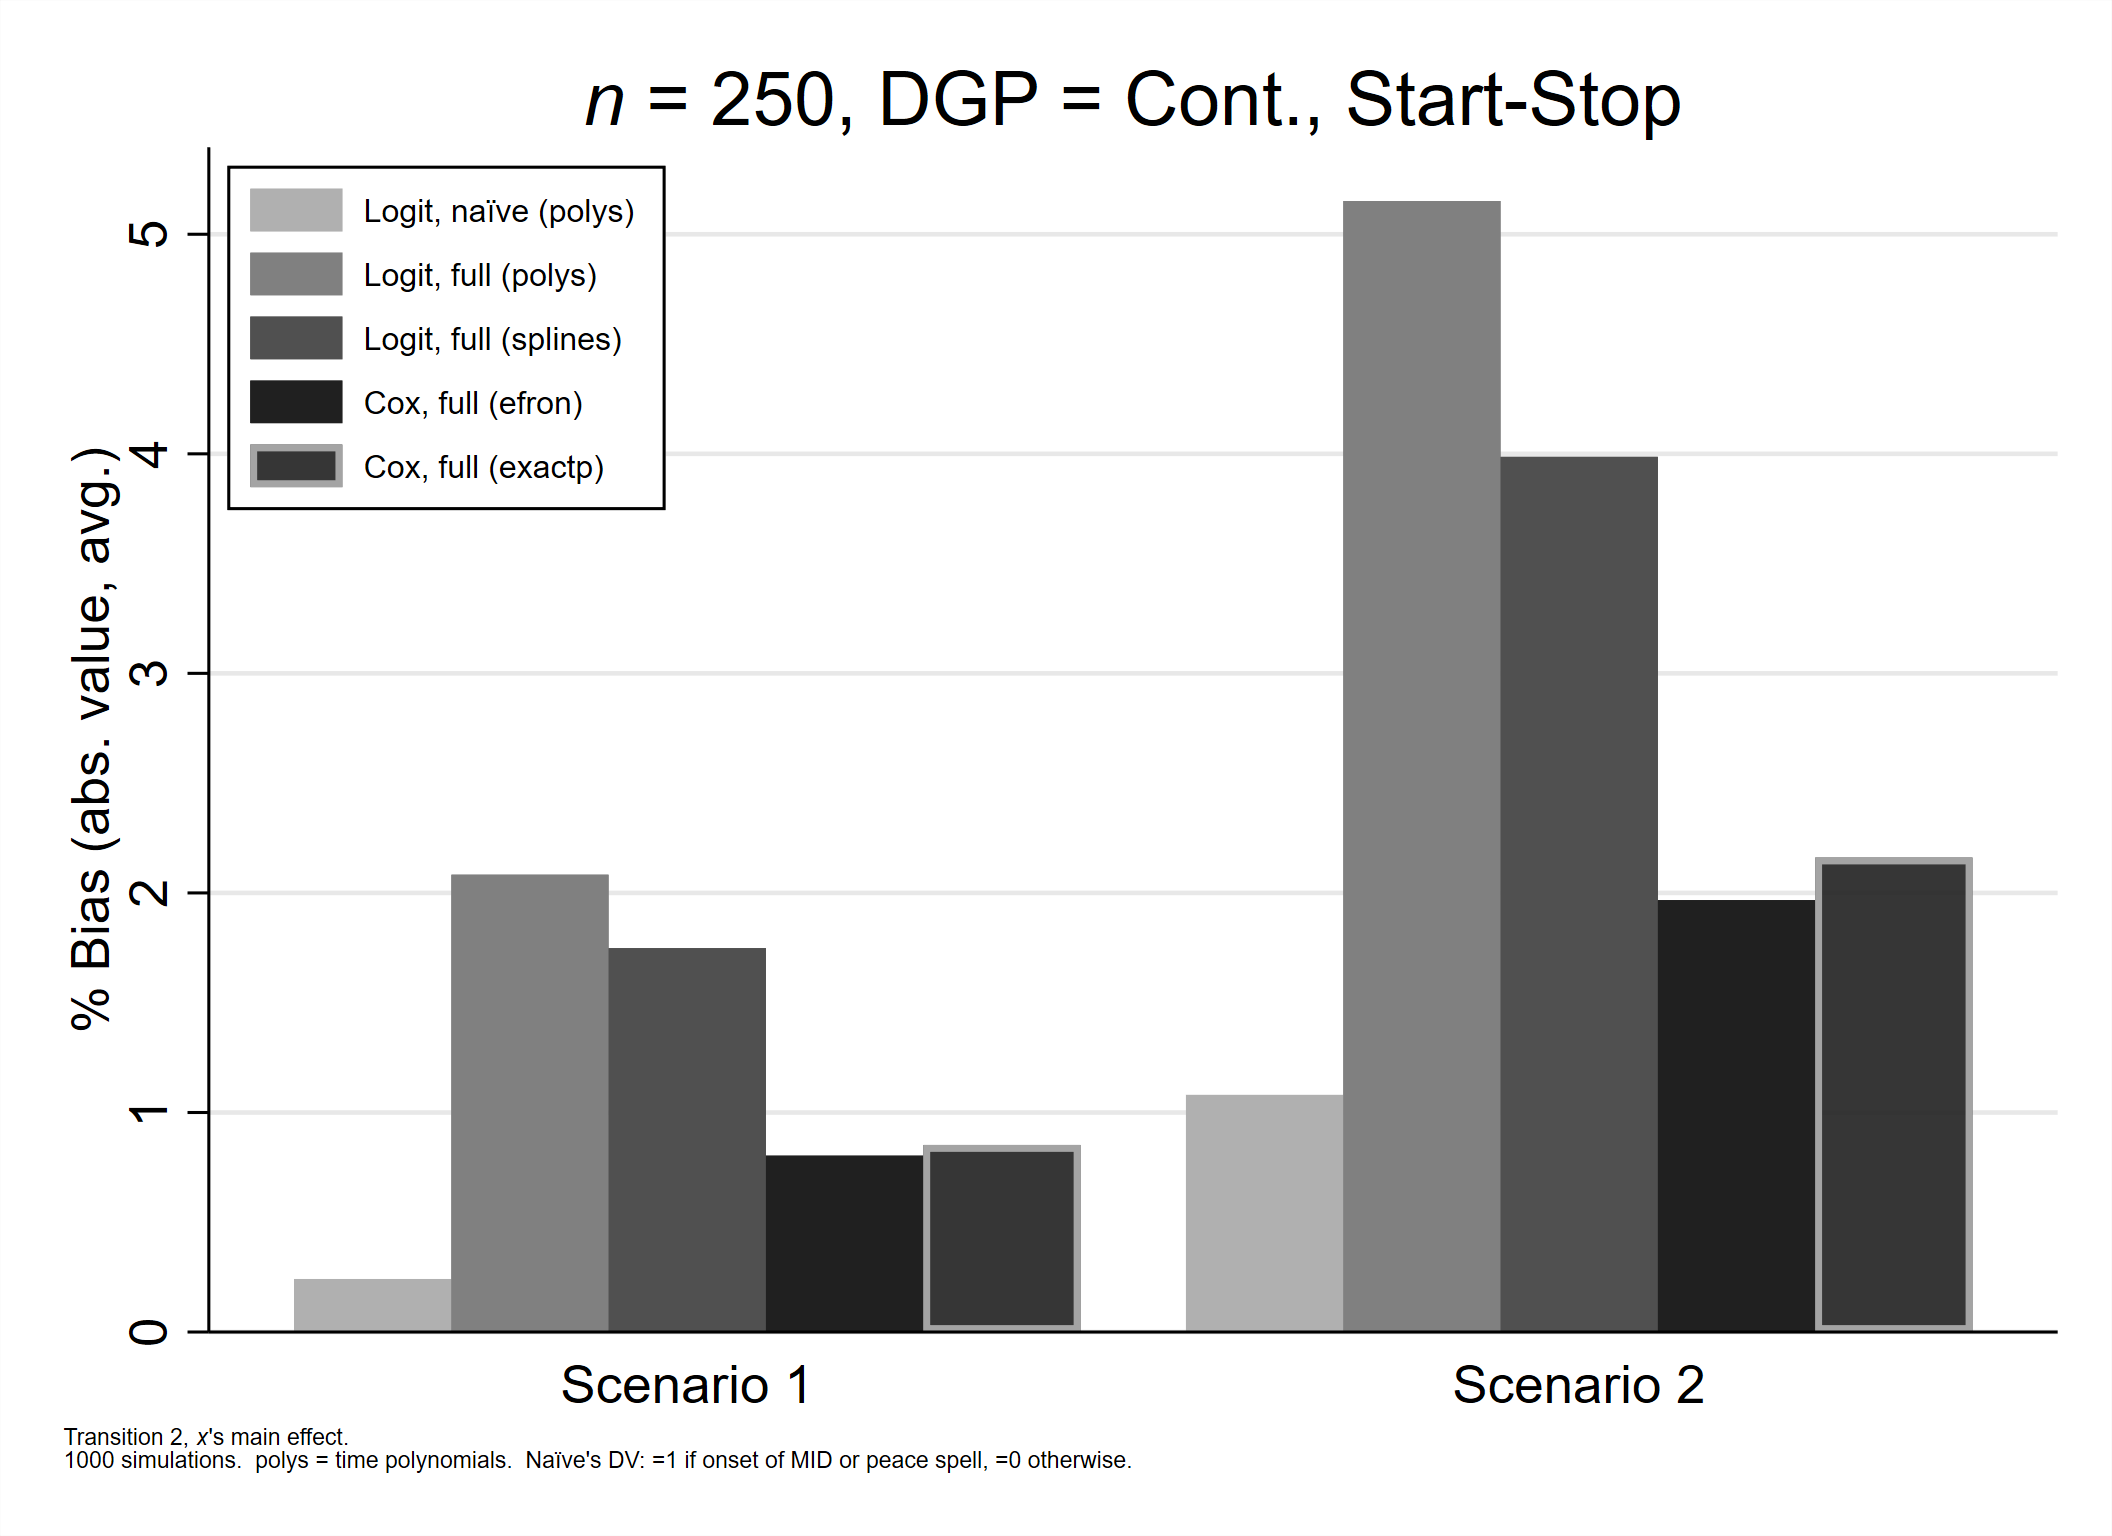 n = 250, DGP = Cont., Start-Stop
Logit, naïve (polys)
Logit, full (polys)
Logit, full (splines)
Cox, full (efron)
Cox, full (exactp)
% Bias (abs. value, avg.)
5
4
3
2
1
0
Scenario 1
Scenario 2
Transition 2, x's main effect.
1000 simulations.  polys = time polynomials.  Naïve's DV: =1 if onset of MID or peace spell, =0 otherwise.